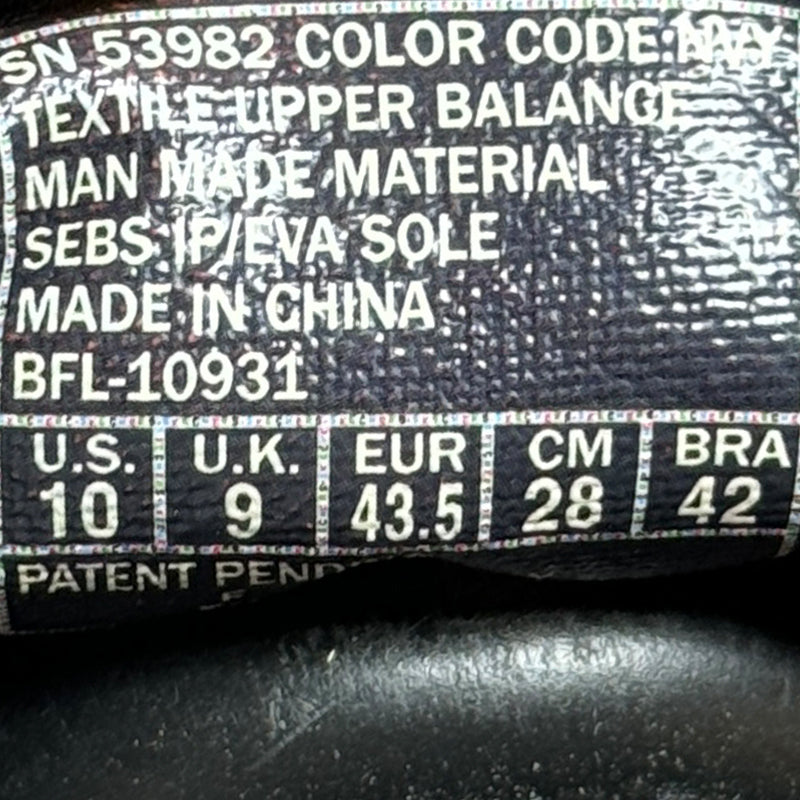 SN 53982 COLOR CODE:NVY
TEXTILE UPPER BALANCE
MAN MADE MATERIAL
SEBS IP/EVA SOLE
MADE IN CHINA
BFL-10931
U.S. U.K. EUR CM BRA
10 9 43.5 28 42
PATENT